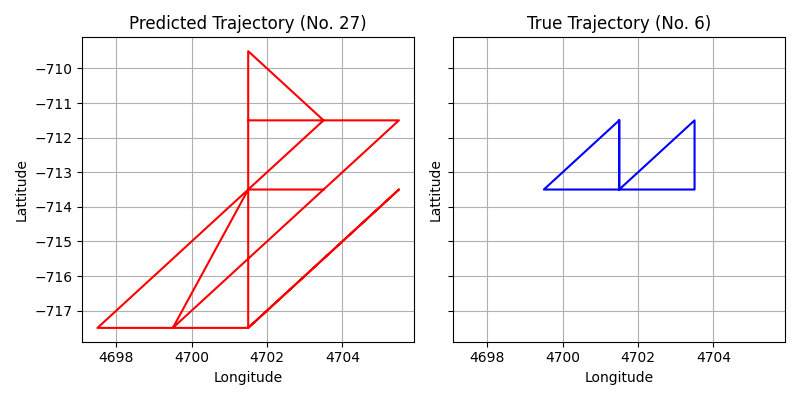 Predicted Trajectory (No. 27)
True Trajectory (No. 6)
Lattitude
−710
−711
−712
−713
−714
−715
−716
−717
4698
4700
4702
4704
Longitude
Lattitude
4698
4700
4702
4704
Longitude